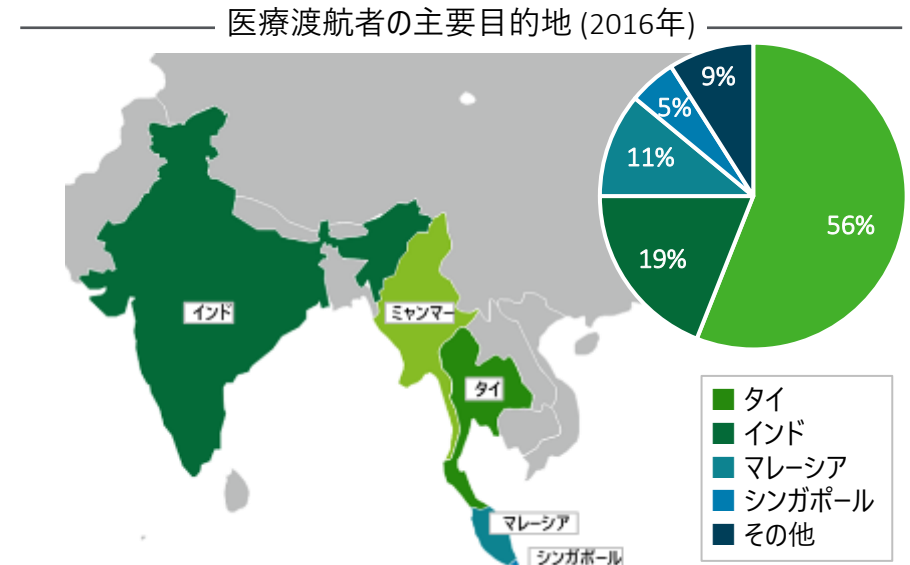 医療渡航者の主要目的地 (2016年)
9%
5%
11%
56%
19%
インド
ミャンマー
タイ
マレーシア
シンガポール
タイ
インド
マレーシア
シンガポール
その他